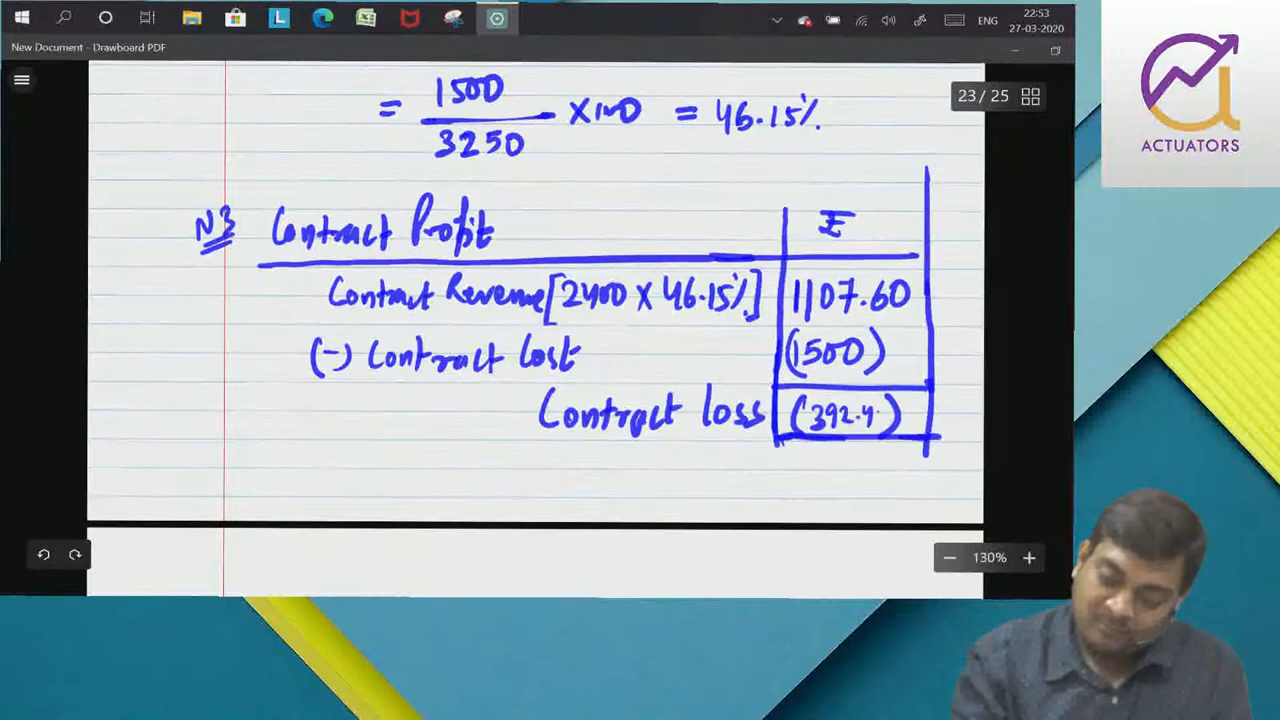 ENG
22:53
27-03-2020
New Document - Drawboard PDF
ACTUATORS
23 / 25
= 1500 / 3250 × 100 = 46.15%
N3 Contract Profit
₹
Contract Revenue [2400 × 46.15%] 1107.60
(-) Contract Cost (1500)
Contract loss (392.4)
130%